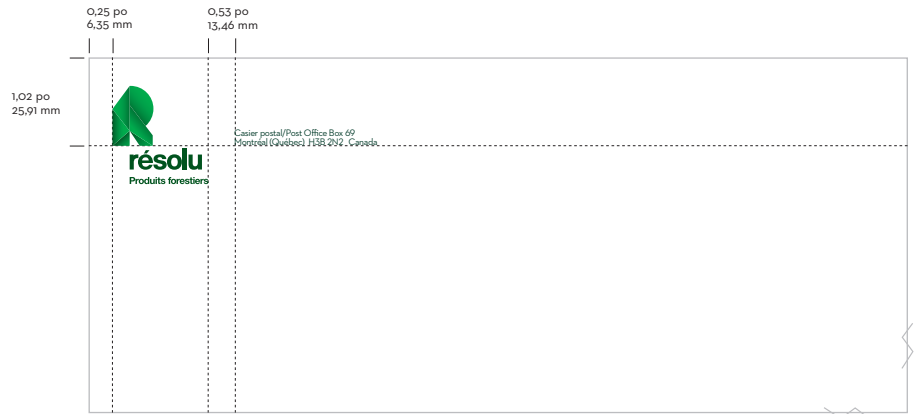 0,25 po
6,35 mm
0,53 po
13,46 mm
1,02 po
25,91 mm
Casier postal/Post Office Box 69
Montréal (Québec) H3B 2N2 Canada
résolu
Produits forestiers